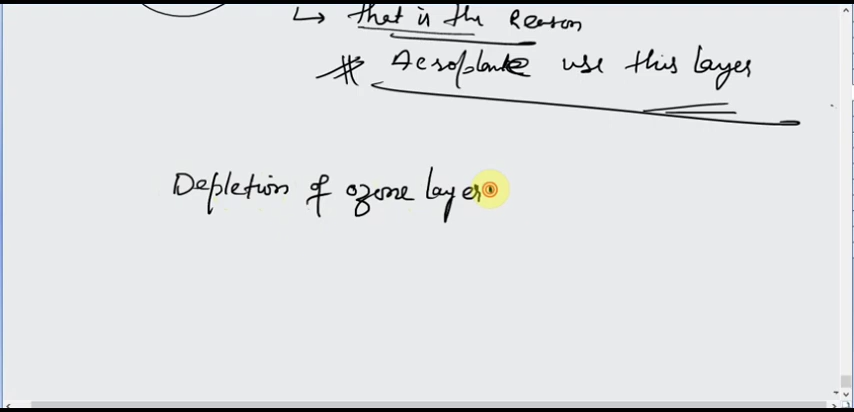 ↳ that is the Reason
* Aeroplane use this layer
Depletion of ozone layer